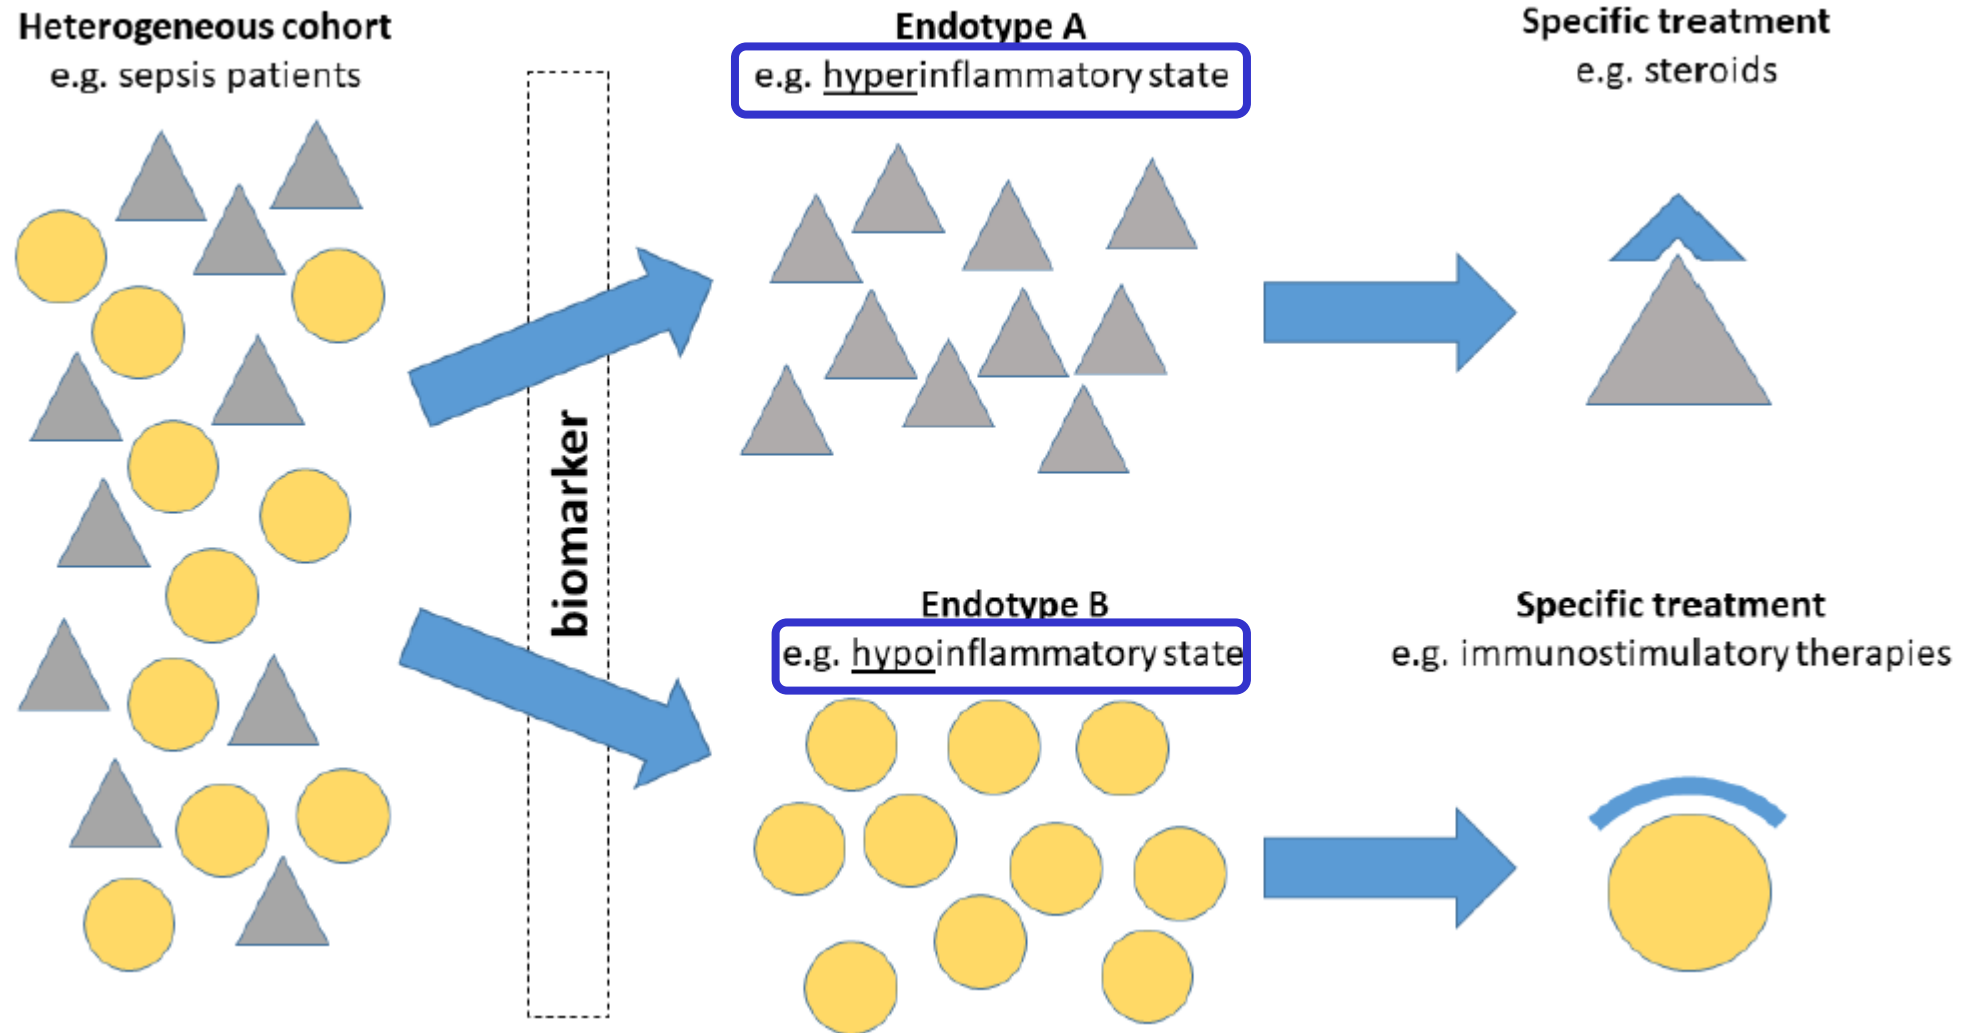 Heterogeneous cohort
e.g. sepsis patients
biomarker
Endotype A
e.g. hyperinflammatory state
Specific treatment
e.g. steroids
Endotype B
e.g. hypoinflammatory state
Specific treatment
e.g. immunostimulatory therapies